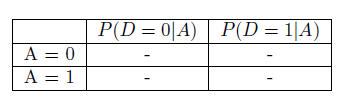 P(D = 0|A) P(D = 1|A)
A = 0 - -
A = 1 - -